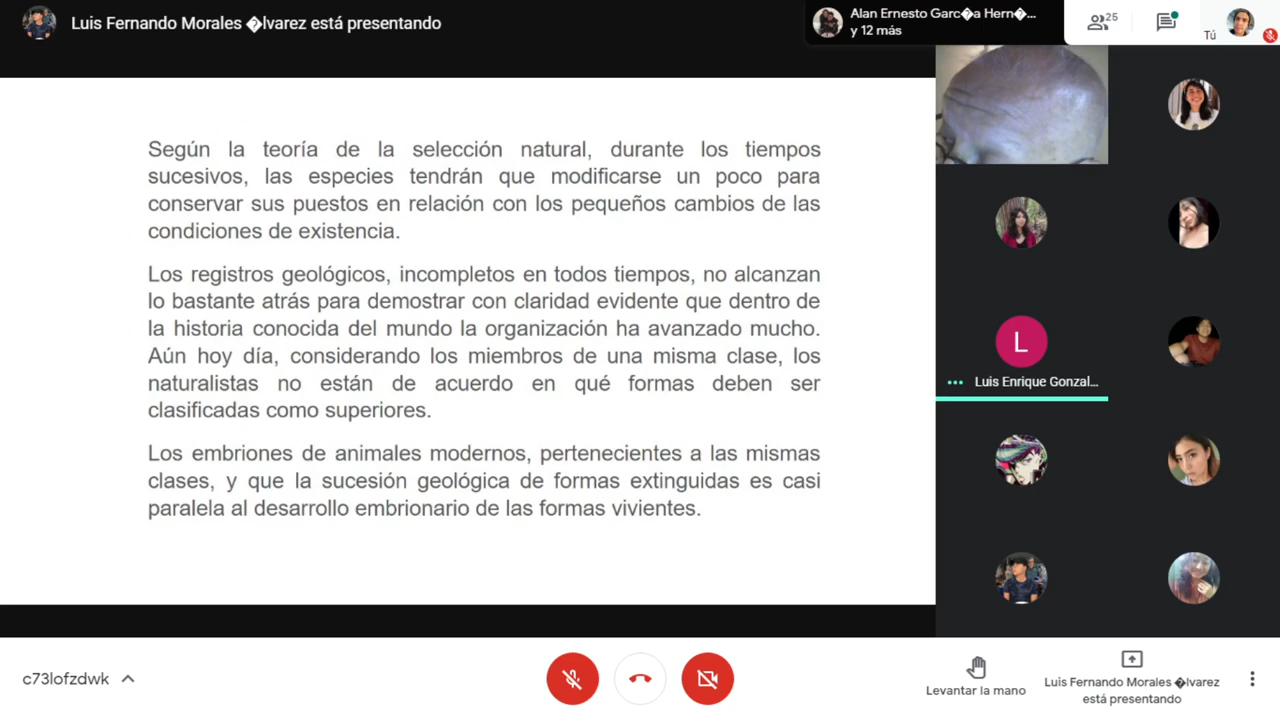 Luis Fernando Morales �lvarez está presentando
Alan Ernesto Garc�a Hern�...
y 12 más
25
Tú
Según la teoría de la selección natural, durante los tiempos
sucesivos, las especies tendrán que modificarse un poco para
conservar sus puestos en relación con los pequeños cambios de las
condiciones de existencia.
Los registros geológicos, incompletos en todos tiempos, no alcanzan
lo bastante atrás para demostrar con claridad evidente que dentro de
la historia conocida del mundo la organización ha avanzado mucho.
Aún hoy día, considerando los miembros de una misma clase, los
naturalistas no están de acuerdo en qué formas deben ser
clasificadas como superiores.
Los embriones de animales modernos, pertenecientes a las mismas
clases, y que la sucesión geológica de formas extinguidas es casi
paralela al desarrollo embrionario de las formas vivientes.
L
Luis Enrique Gonzal...
c73lofzdwk
Levantar la mano
Luis Fernando Morales �lvarez
está presentando